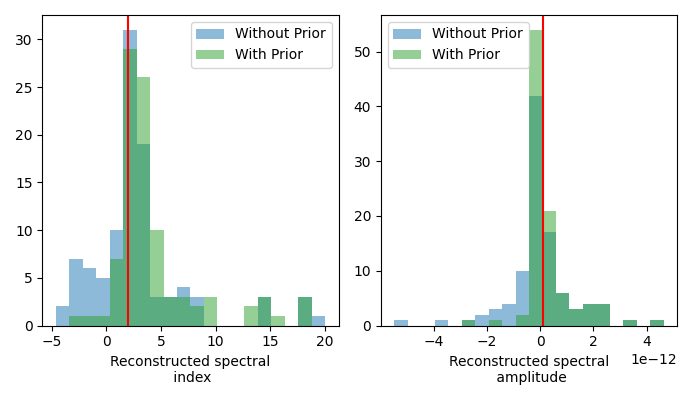 Without Prior
With Prior
30
25
20
15
10
5
0
−5
0
5
10
15
20
Reconstructed spectral
index
Without Prior
With Prior
50
40
30
20
10
0
−4
−2
0
2
4
1e−12
Reconstructed spectral
amplitude